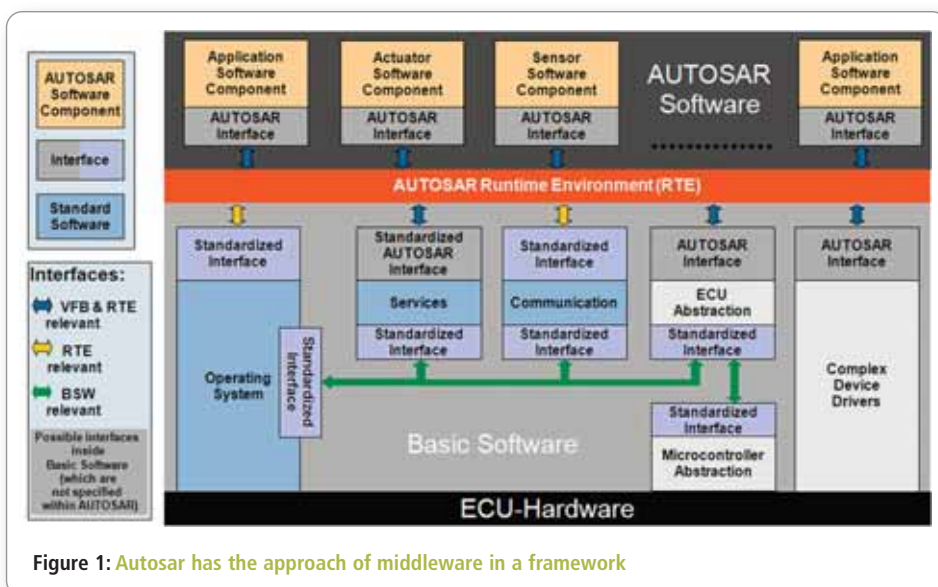 AUTOSAR
Software
Component
Interface
Standard
Software
Interfaces:
VFB & RTE
relevant
RTE
relevant
BSW
relevant
Possible interfaces
inside
Basic Software
(which are
not specified
within AUTOSAR)
Application
Software
Component
AUTOSAR
Interface
Actuator
Software
Component
AUTOSAR
Interface
Sensor
Software
Component
AUTOSAR
Interface
AUTOSAR
Software
Application
Software
Component
AUTOSAR
Interface
AUTOSAR Runtime Environment (RTE)
Standardized
Interface
Operating
System
Standardized
Interface
Standardized
AUTOSAR
Interface
Services
Standardized
Interface
Standardized
Interface
Communication
Standardized
Interface
AUTOSAR
Interface
ECU
Abstraction
Standardized
Interface
Standardized
Interface
Microcontroller
Abstraction
AUTOSAR
Interface
Complex
Device
Drivers
Basic Software
ECU-Hardware
Figure 1: Autosar has the approach of middleware in a framework